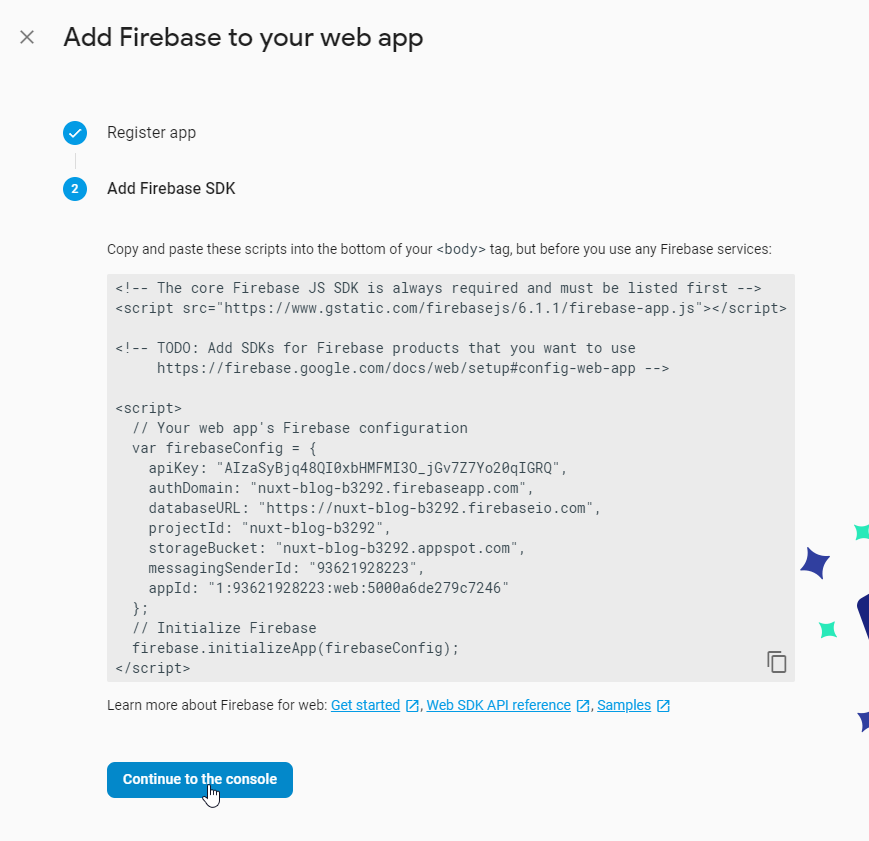 Add Firebase to your web app
Register app
2
Add Firebase SDK
Copy and paste these scripts into the bottom of your <body> tag, but before you use any Firebase services:
<!-- The core Firebase JS SDK is always required and must be listed first -->
<script src="https://www.gstatic.com/firebasejs/6.1.1/firebase-app.js"></script>
<!-- TODO: Add SDKs for Firebase products that you want to use
https://firebase.google.com/docs/web/setup#config-web-app -->
<script>
// Your web app's Firebase configuration
var firebaseConfig = {
apiKey: "AIzaSyBjq48QI0xbHMFMI3O_jGv7Z7Yo20qIGRQ",
authDomain: "nuxt-blog-b3292.firebaseapp.com",
databaseURL: "https://nuxt-blog-b3292.firebaseio.com",
projectId: "nuxt-blog-b3292",
storageBucket: "nuxt-blog-b3292.appspot.com",
messagingSenderId: "93621928223",
appId: "1:93621928223:web:5000a6de279c7246"
};
// Initialize Firebase
firebase.initializeApp(firebaseConfig);
</script>
Learn more about Firebase for web: Get started, Web SDK API reference, Samples
Continue to the console